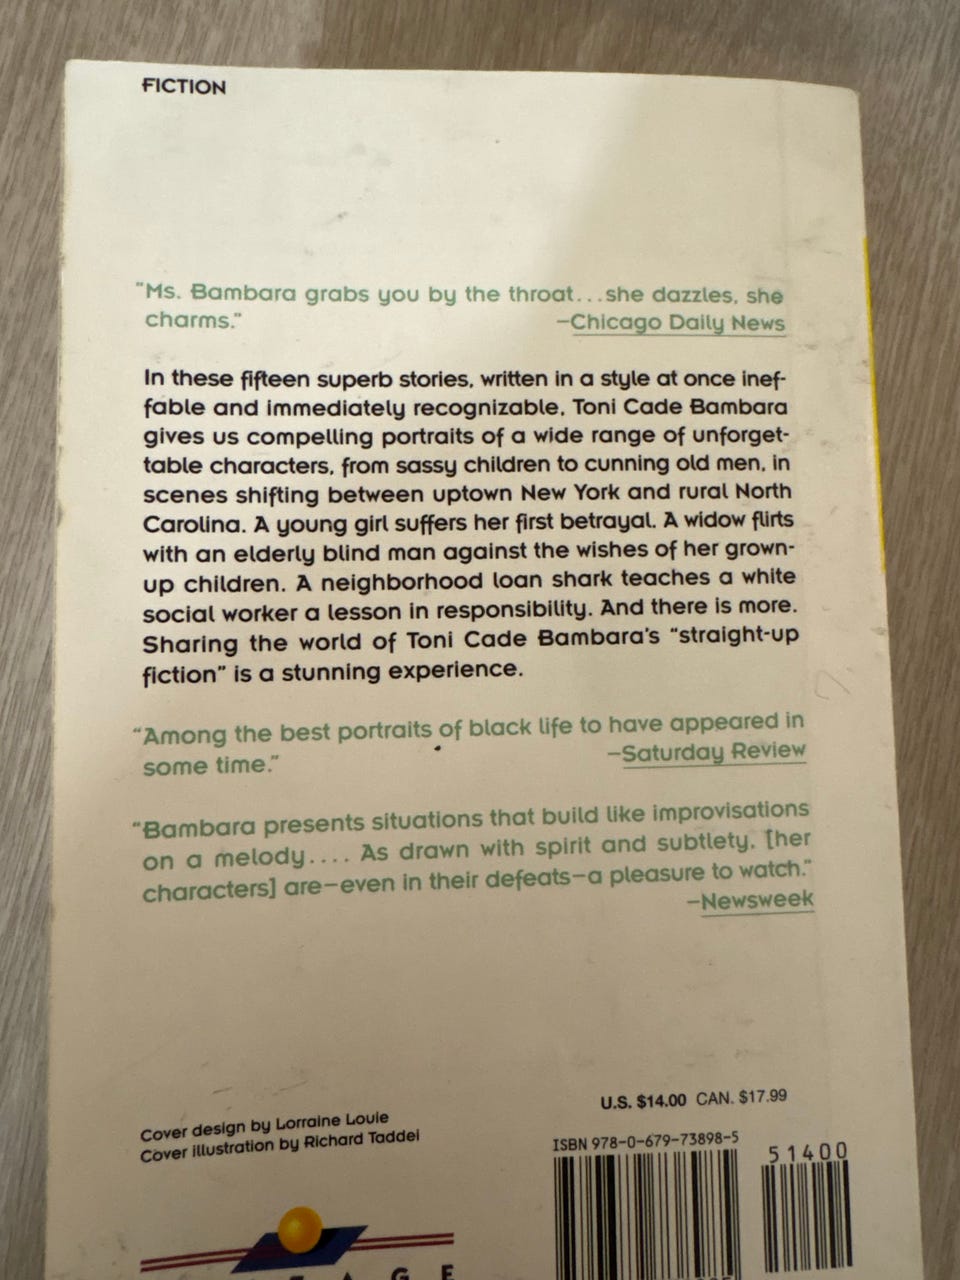 FICTION
"Ms. Bambara grabs you by the throat...she dazzles, she
charms."
—Chicago Daily News
In these fifteen superb stories, written in a style at once inef-
fable and immediately recognizable, Toni Cade Bambara
gives us compelling portraits of a wide range of unforget-
table characters, from sassy children to cunning old men, in
scenes shifting between uptown New York and rural North
Carolina. A young girl suffers her first betrayal. A widow flirts
with an elderly blind man against the wishes of her grown-
up children. A neighborhood loan shark teaches a white
social worker a lesson in responsibility. And there is more.
Sharing the world of Toni Cade Bambara's "straight-up
fiction" is a stunning experience.
"Among the best portraits of black life to have appeared in
some time."
—Saturday Review
"Bambara presents situations that build like improvisations
on a melody.... As drawn with spirit and subtlety, [her
characters] are—even in their defeats—a pleasure to watch."
—Newsweek
U.S. $14.00 CAN. $17.99
Cover design by Lorraine Louie
Cover illustration by Richard Taddei
ISBN 978-0-679-73898-5
51400